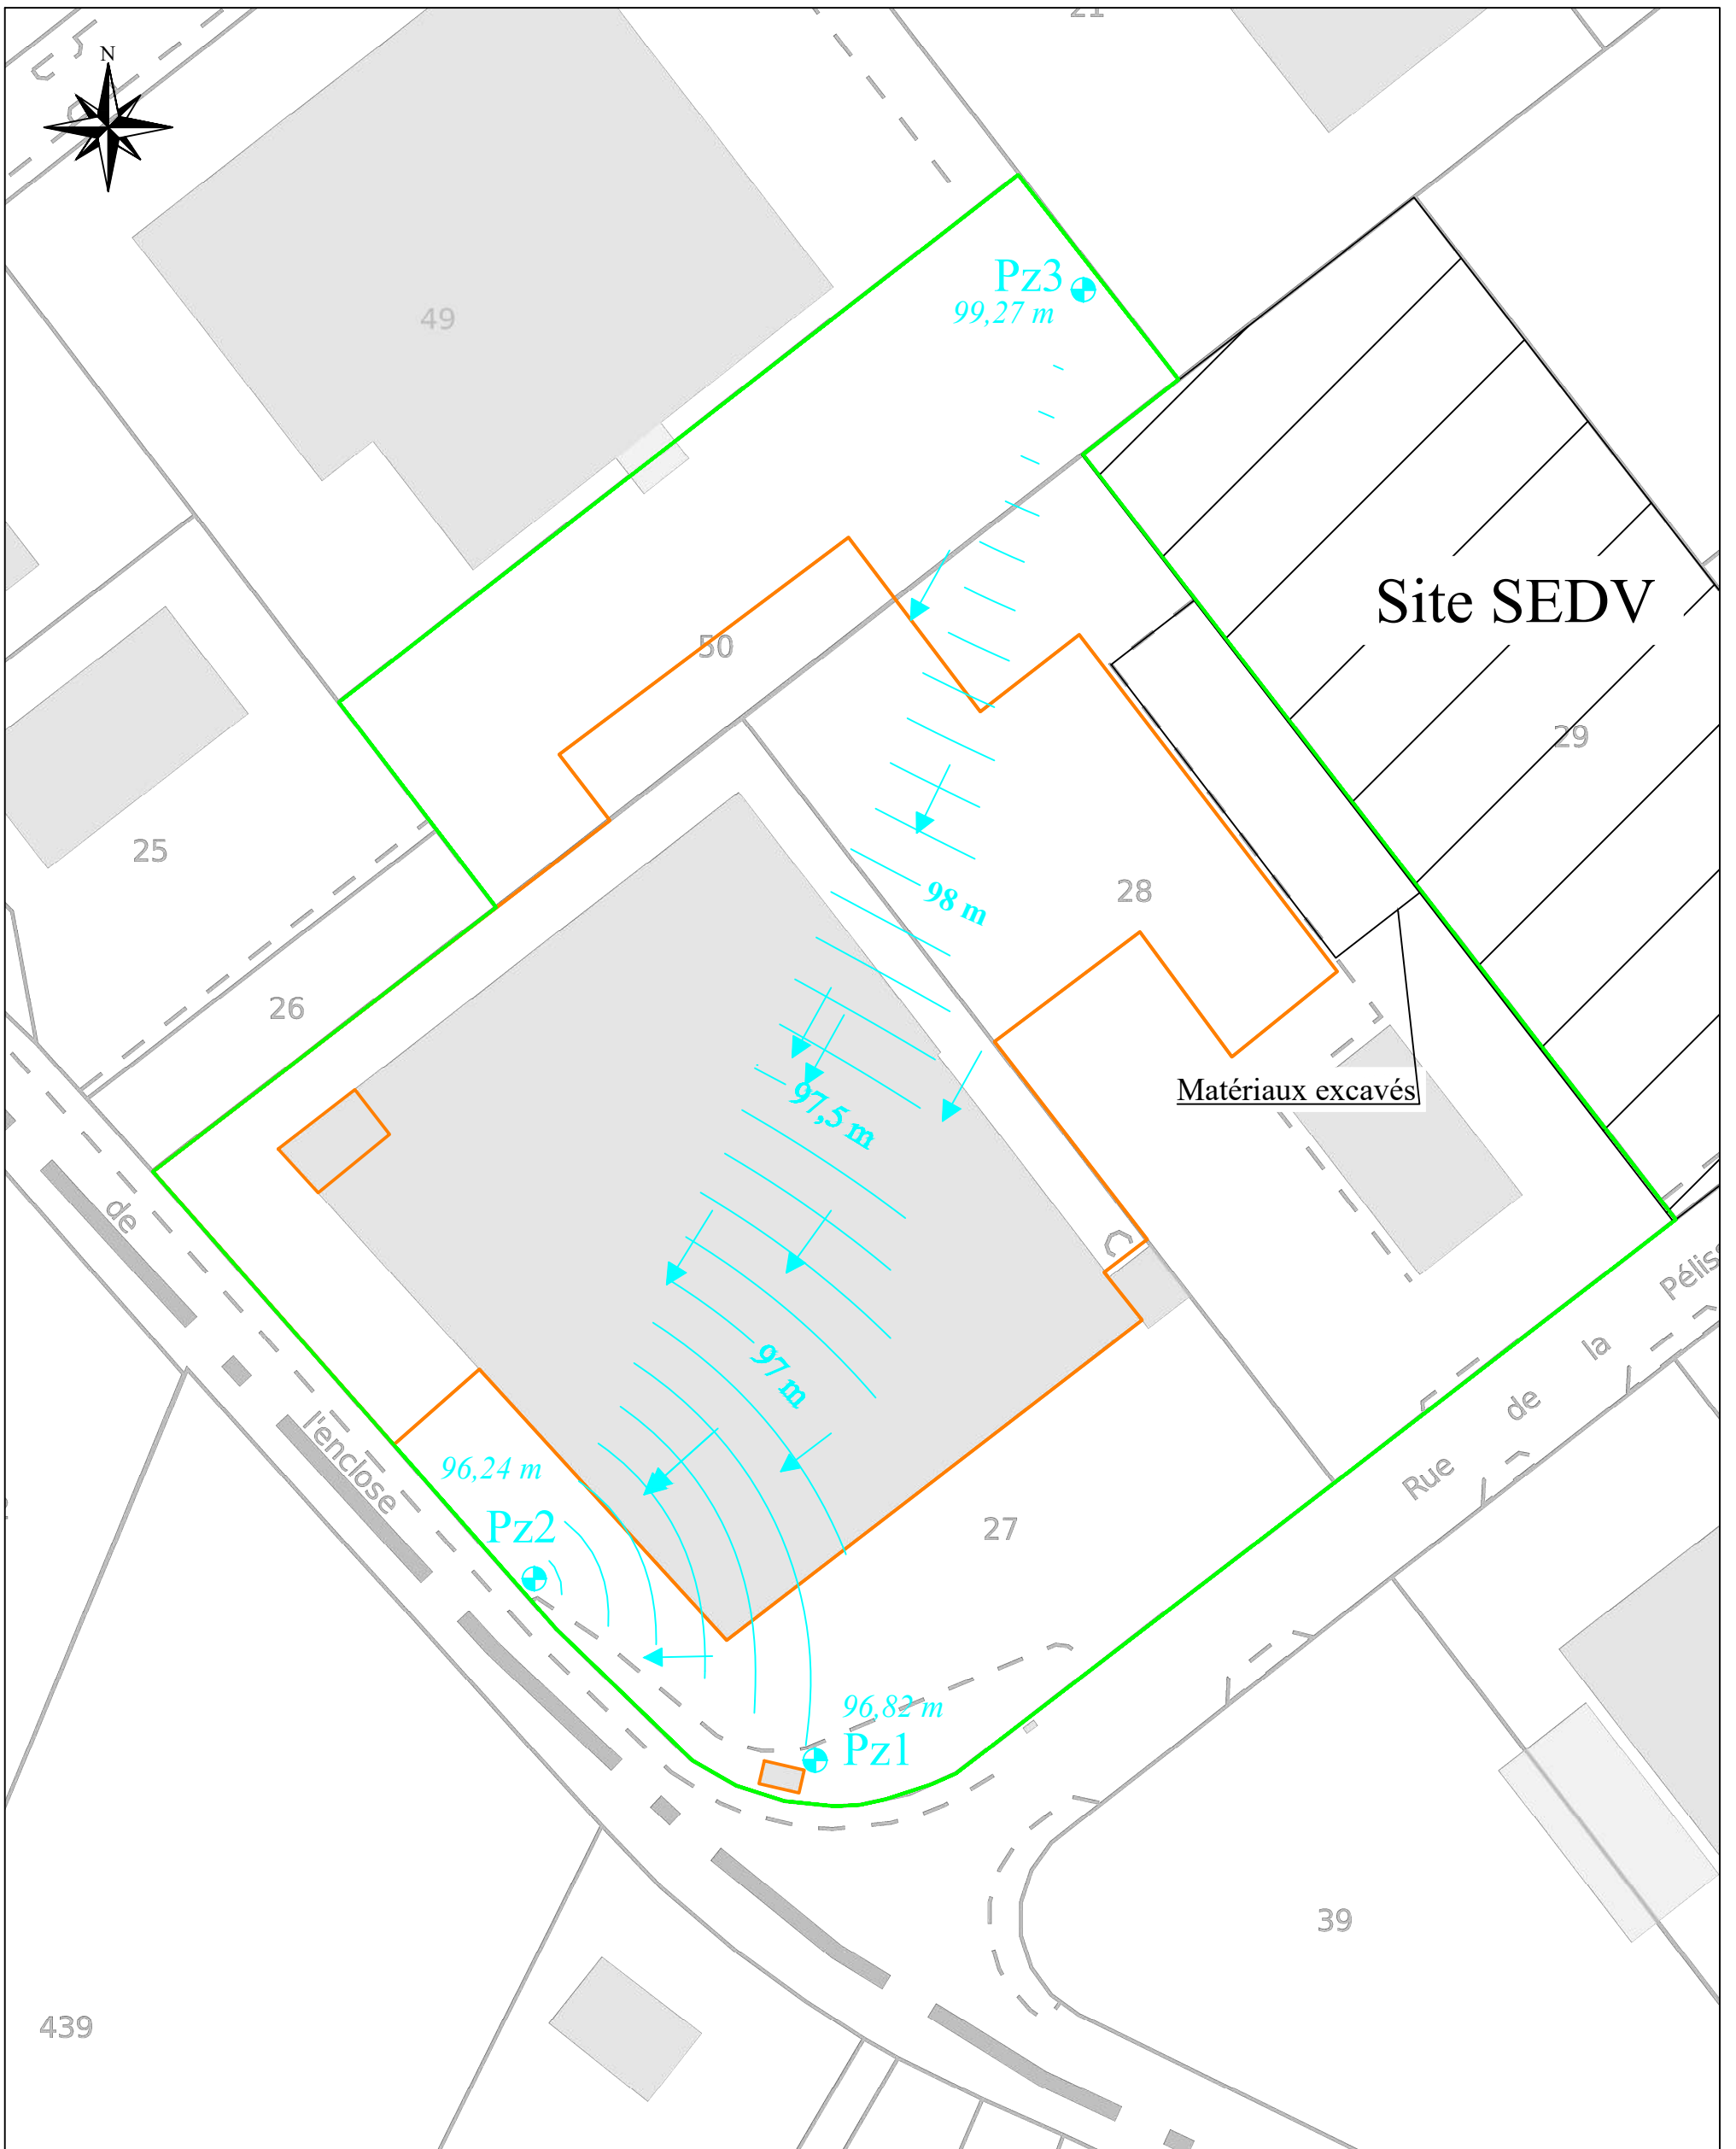 N
21
Pz3
99,27 m
49
Site SEDV
50
29
25
28
98 m
26
Matériaux excavés
97,5 m
de
la
de
97 m
Rue
l'enclose
96,24 m
Pz2
27
96,82 m
Pz1
39
439